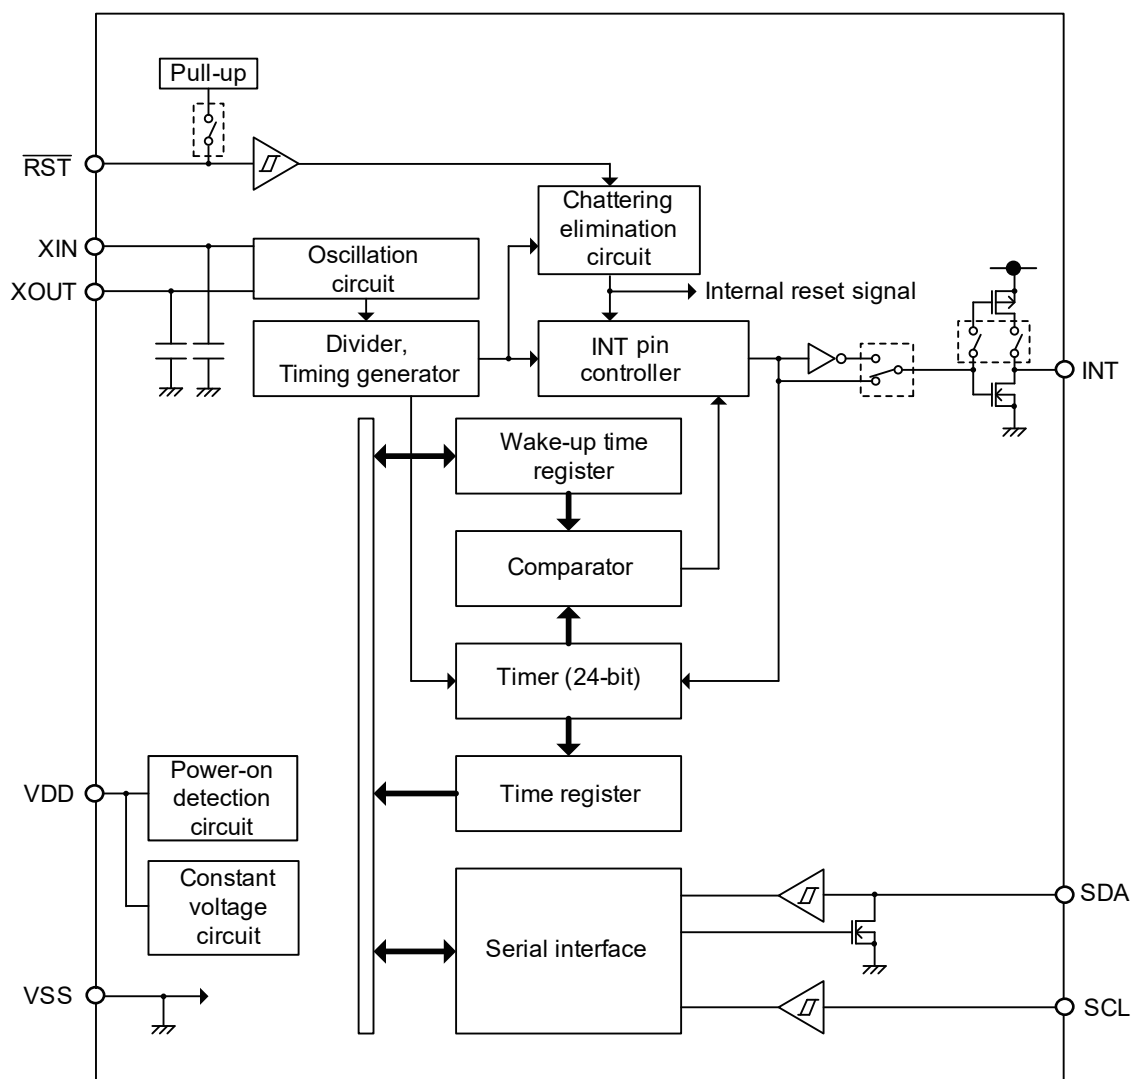 Pull-up
RST
Chattering
elimination
circuit
XIN
Oscillation
circuit
XOUT
Internal reset signal
Divider,
Timing generator
INT pin
controller
INT
Wake-up time
register
Comparator
Timer (24-bit)
Time register
VDD
Power-on
detection
circuit
Constant
voltage
circuit
SDA
Serial interface
VSS
SCL